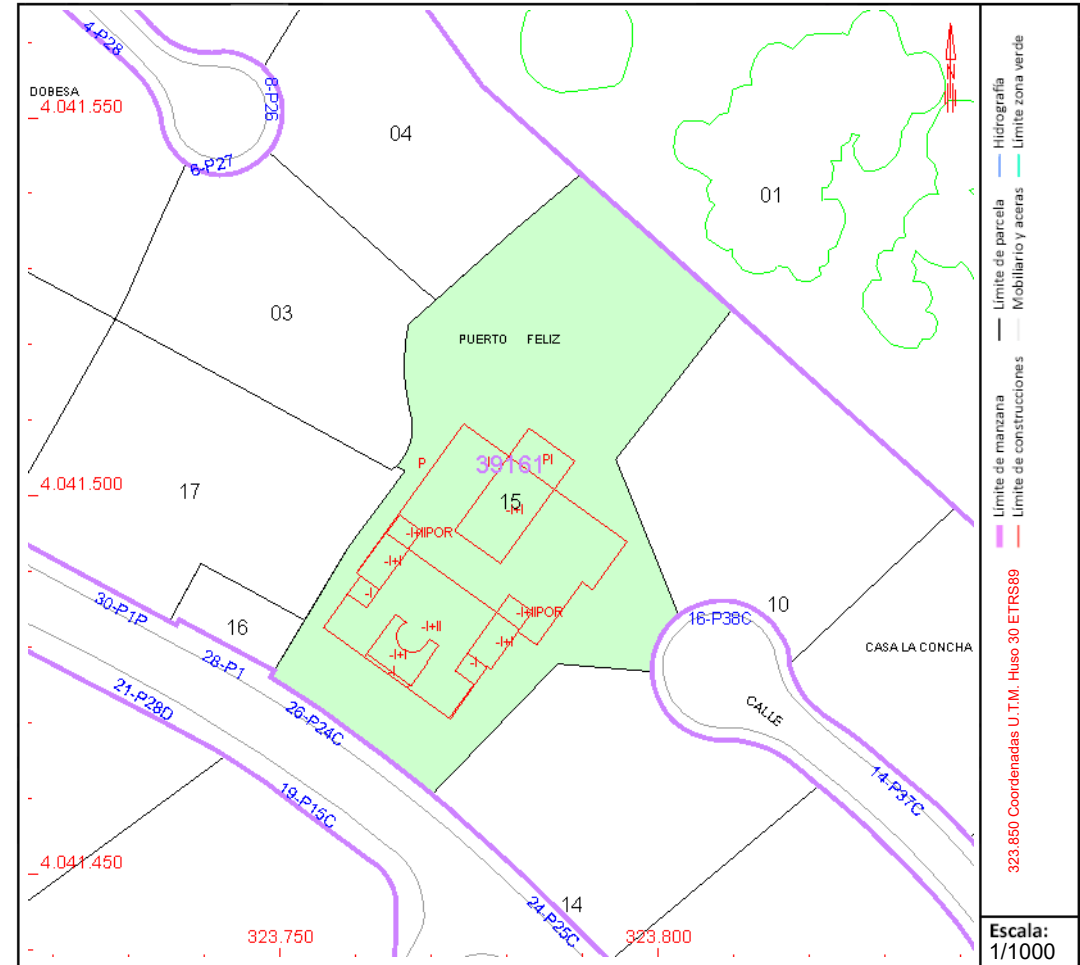 4-P28
DOBESA
4.041.550
8-P26
6-P27
04
01
03
PUERTO FELIZ
P
I
39161
PI
15
-I+I
4.041.500
17
-I+IIPOR
-I+I
-I
30-P1P
16
28-P1
-I+II
-I+IIPOR
-I+I
-I+I
-I
-I
16-P38C
10
CASA LA CONCHA
21-P28D
26-P24C
CALLE
19-P15C
14-P37C
4.041.450
14
24-P25C
323.750
323.800
N
Límite de manzana
Límite de parcela
Hidrografía
Límite de construcciones
Mobiliario y aceras
Límite zona verde
323.850 Coordenadas U.T.M. Huso 30 ETRS89
Escala:
1/1000